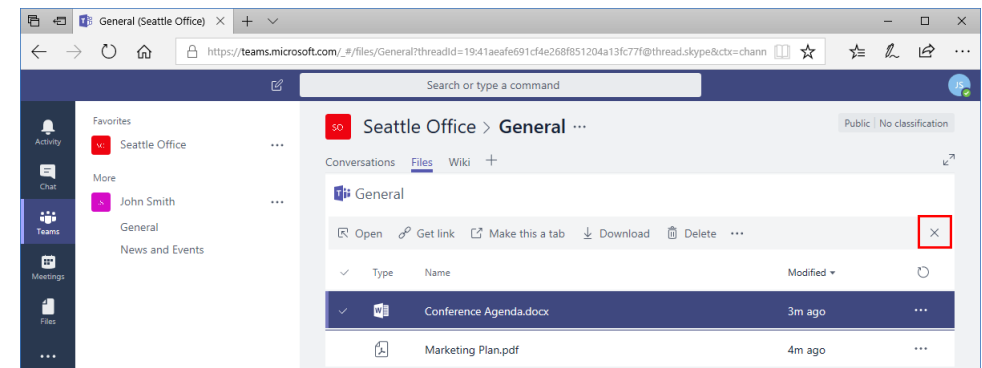 General (Seattle Office)
https://teams.microsoft.com/_#/files/General?threadId=19:41aeafe691cf4e268f851204a13fc77f@thread.skype&ctx=chann
Search or type a command
JS
Activity
Chat
Teams
Meetings
Files
Favorites
Seattle Office
More
John Smith
General
News and Events
SO
Seattle Office > General ...
Public | No classification
Conversations Files Wiki +
General
Open Get link Make this a tab Download Delete ...
Type Name Modified
Conference Agenda.docx 3m ago ...
Marketing Plan.pdf 4m ago ...